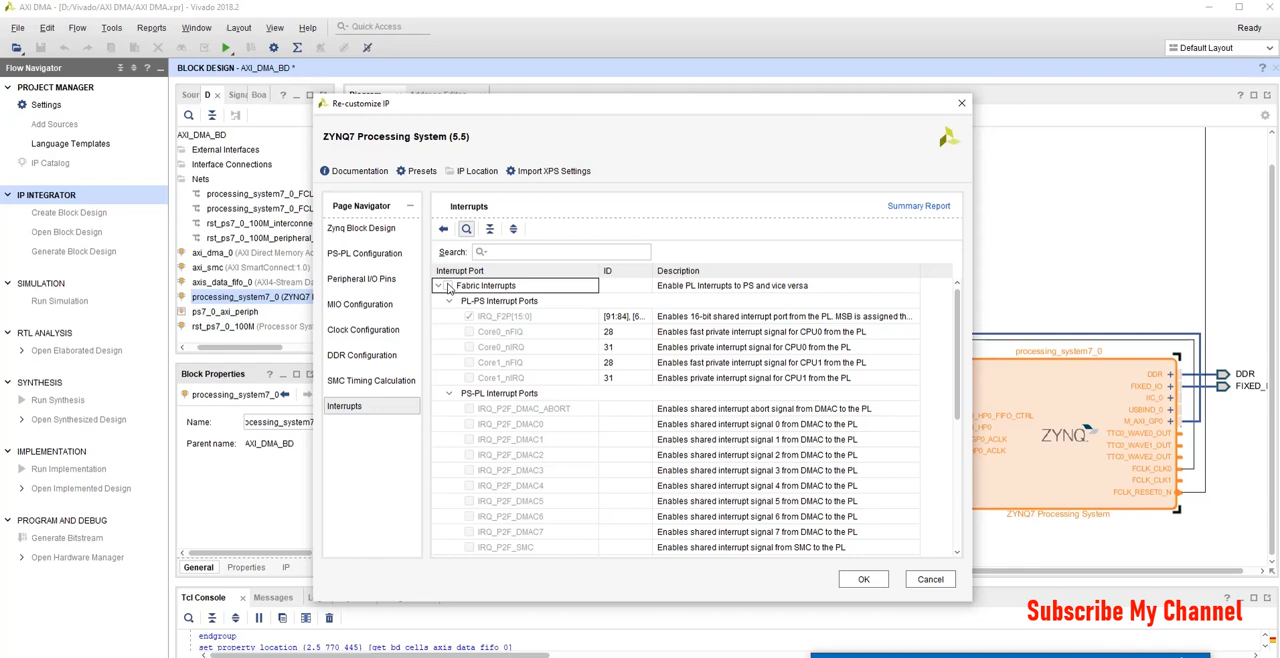 AXI DMA - [D:/Vivado/AXI DMA/AXI DMA.xpr] - Vivado 2018.2
File Edit Flow Tools Reports Window Layout View Help Quick Access Ready
Default Layout
Flow Navigator
PROJECT MANAGER
Settings
Add Sources
Language Templates
IP Catalog
IP INTEGRATOR
Create Block Design
Open Block Design
Generate Block Design
SIMULATION
Run Simulation
RTL ANALYSIS
Open Elaborated Design
SYNTHESIS
Run Synthesis
Open Synthesized Design
IMPLEMENTATION
Run Implementation
Open Implemented Design
PROGRAM AND DEBUG
Generate Bitstream
Open Hardware Manager
BLOCK DESIGN - AXI_DMA_BD *
Sour D Signa Boa
AXI_DMA_BD
External Interfaces
Interface Connections
Nets
processing_system7_0_FCL
processing_system7_0_FCL
rst_ps7_0_100M_interconne
rst_ps7_0_100M_peripheral_
axi_dma_0 (AXI Direct Memory A
axi_smc (AXI SmartConnect:1.0)
axis_data_fifo_0 (AXI4-Stream D
processing_system7_0 (ZYNQ7 P
ps7_0_axi_periph
rst_ps7_0_100M (Processor Syst
Block Properties
processing_system7_0
Name: processing_system7_0
Parent name: AXI_DMA_BD
General Properties IP
Tcl Console Messages
endgroup
set_property location {2.5 770 445} [get_bd_cells axis_data_fifo_0]
Re-customize IP
ZYNQ7 Processing System (5.5)
Documentation Presets IP Location Import XPS Settings
Page Navigator
Zynq Block Design
PS-PL Configuration
Peripheral I/O Pins
MIO Configuration
Clock Configuration
DDR Configuration
SMC Timing Calculation
Interrupts
Interrupts Summary Report
Search:
Interrupt Port ID Description
Fabric Interrupts Enable PL Interrupts to PS and vice versa
PL-PS Interrupt Ports
IRQ_F2P[15:0] [91:84], [6... Enables 16-bit shared interrupt port from the PL. MSB is assigned th...
Core0_nFIQ 28 Enables fast private interrupt signal for CPU0 from the PL
Core0_nIRQ 31 Enables private interrupt signal for CPU0 from the PL
Core1_nFIQ 28 Enables fast private interrupt signal for CPU1 from the PL
Core1_nIRQ 31 Enables private interrupt signal for CPU1 from the PL
PS-PL Interrupt Ports
IRQ_P2F_DMAC_ABORT Enables shared interrupt abort signal from DMAC to the PL
IRQ_P2F_DMAC0 Enables shared interrupt signal 0 from DMAC to the PL
IRQ_P2F_DMAC1 Enables shared interrupt signal 1 from DMAC to the PL
IRQ_P2F_DMAC2 Enables shared interrupt signal 2 from DMAC to the PL
IRQ_P2F_DMAC3 Enables shared interrupt signal 3 from DMAC to the PL
IRQ_P2F_DMAC4 Enables shared interrupt signal 4 from DMAC to the PL
IRQ_P2F_DMAC5 Enables shared interrupt signal 5 from DMAC to the PL
IRQ_P2F_DMAC6 Enables shared interrupt signal 6 from DMAC to the PL
IRQ_P2F_DMAC7 Enables shared interrupt signal 7 from DMAC to the PL
IRQ_P2F_SMC Enables shared interrupt signal from SMC to the PL
OK Cancel
processing_system7_0
DDR
FIXED_IO
IIC_0
USBIND_0
M_AXI_GP0
TTC0_WAVE0_OUT
TTC0_WAVE1_OUT
TTC0_WAVE2_OUT
FCLK_CLK0
FCLK_CLK1
FCLK_RESET0_N
ZYNQ
ZYNQ7 Processing System
DDR
FIXED_I
Subscribe My Channel